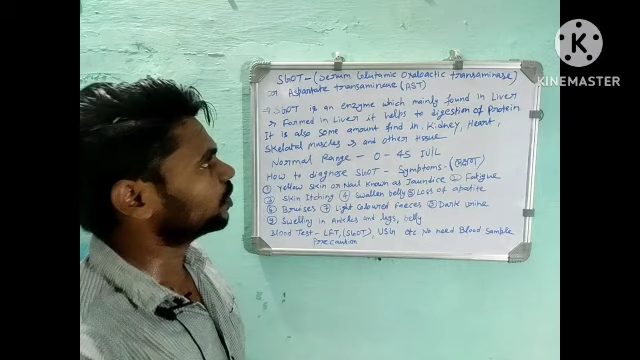 KINEMASTER
SGOT - (Serum Glutamic Oxaloactic transaminase)
or Aspantate transaminease (AST)
SGOT is an enzyme which mainly found in Liver
Formed in Liver it helps to digestion of Protein
It is also some amount find in, Kidney, Heart,
Skelatal Muscles and other tissue
Normal Range - 0 - 45 IU/L
How to diagnose SGOT - Symptoms - (लक्षण)
① Yellow Skin or Nail Known as Jaundice ② Fatigue
③ Skin Itching ④ Swallen belly ⑤ Loss of apatite
⑥ Bruises ⑦ Light Coloured faeces ⑧ Dark urine
⑨ Swelling in Ankles and legs, belly
Blood Test - LFT, (SGOT), USG etc No need Blood Sample
Precaution